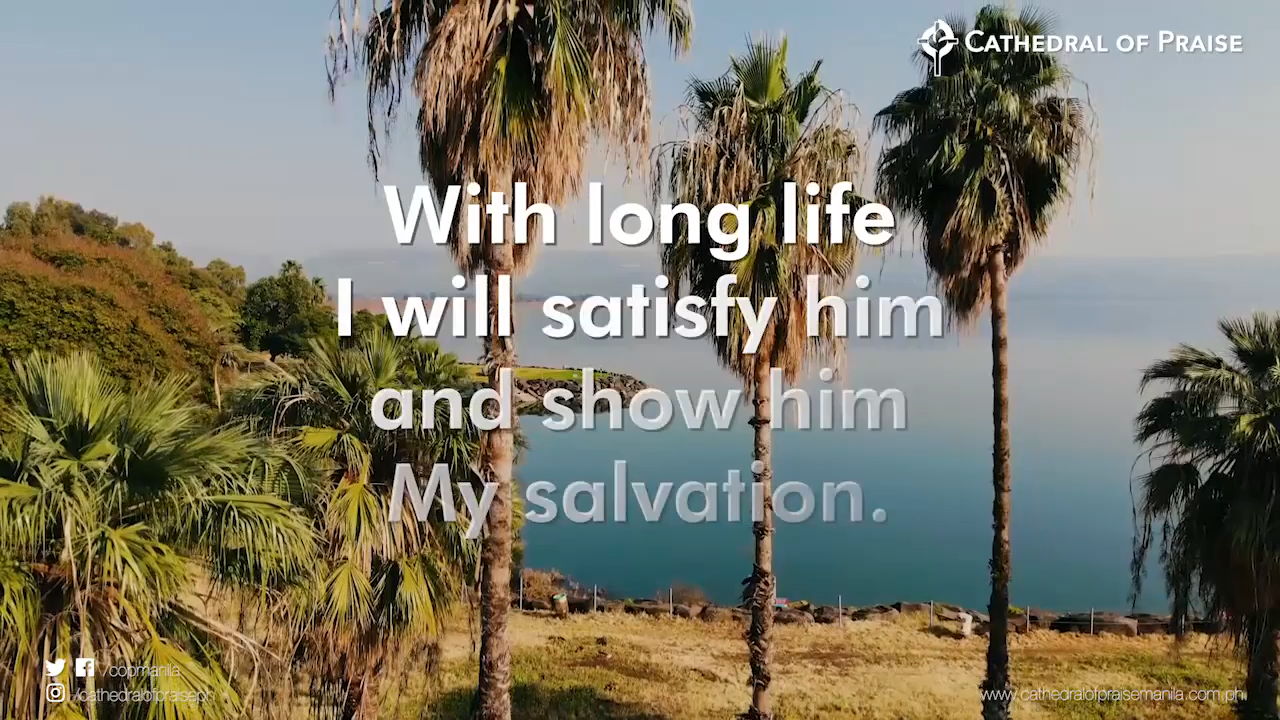 CATHEDRAL OF PRAISE
With long life
I will satisfy him
and show him
My salvation.
/copmanila
/cathedralofpraiseph
www.cathedralofpraisemanila.com.ph